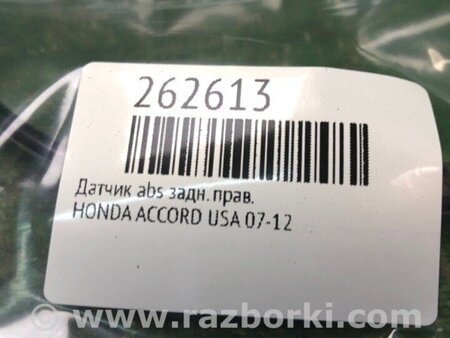 262613
Датчик abs задн. прав.
HONDA ACCORD USA 07-12
www.razborki.com